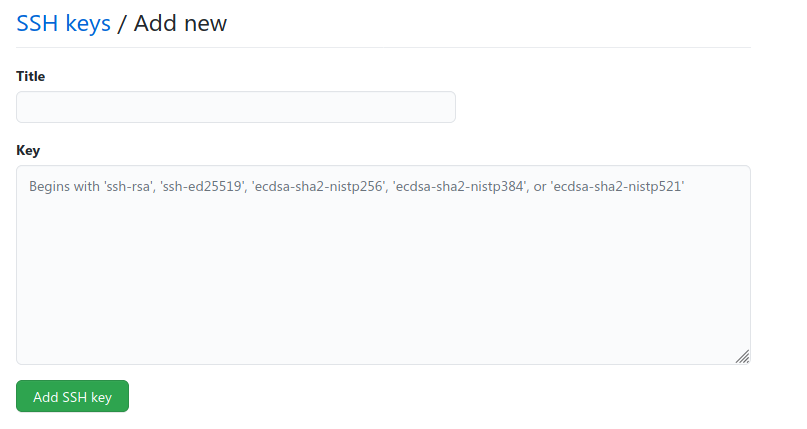 SSH keys / Add new
Title
Key
Begins with 'ssh-rsa', 'ssh-ed25519', 'ecdsa-sha2-nistp256', 'ecdsa-sha2-nistp384', or 'ecdsa-sha2-nistp521'
Add SSH key